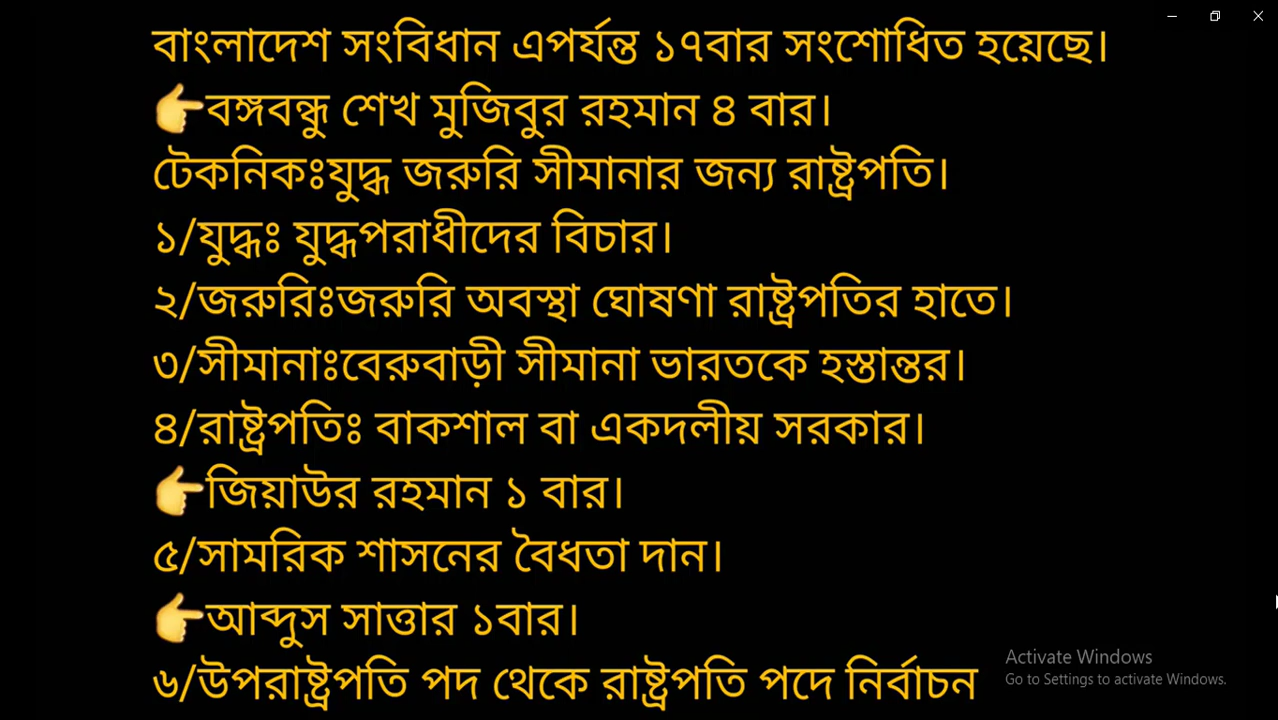 বাংলাদেশ সংবিধান এপর্যন্ত ১৭বার সংশোধিত হয়েছে।
👉বঙ্গবন্ধু শেখ মুজিবুর রহমান ৪ বার।
টেকনিকঃযুদ্ধ জরুরি সীমানার জন্য রাষ্ট্রপতি।
১/যুদ্ধঃ যুদ্ধপরাধীদের বিচার।
২/জরুরিঃজরুরি অবস্থা ঘোষণা রাষ্ট্রপতির হাতে।
৩/সীমানাঃবেরুবাড়ী সীমানা ভারতকে হস্তান্তর।
৪/রাষ্ট্রপতিঃ বাকশাল বা একদলীয় সরকার।
👉জিয়াউর রহমান ১ বার।
৫/সামরিক শাসনের বৈধতা দান।
👉আব্দুস সাত্তার ১বার।
৬/উপরাষ্ট্রপতি পদ থেকে রাষ্ট্রপতি পদে নির্বাচন
Activate Windows
Go to Settings to activate Windows.